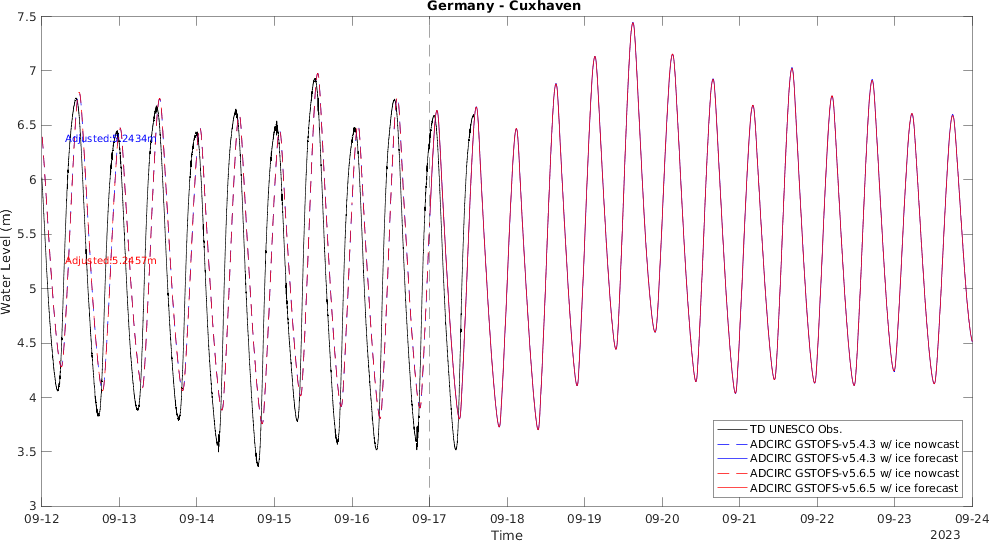 Germany - Cuxhaven
7.5
7
6.5
6
5.5
5
4.5
4
3.5
3
Water Level (m)
Adjusted:5.2434m
Adjusted:5.2457m
TD UNESCO Obs.
ADCIRC GSTOFS-v5.4.3 w/ ice nowcast
ADCIRC GSTOFS-v5.4.3 w/ ice forecast
ADCIRC GSTOFS-v5.6.5 w/ ice nowcast
ADCIRC GSTOFS-v5.6.5 w/ ice forecast
09-12 09-13 09-14 09-15 09-16 09-17 09-18 09-19 09-20 09-21 09-22 09-23 09-24
Time
2023